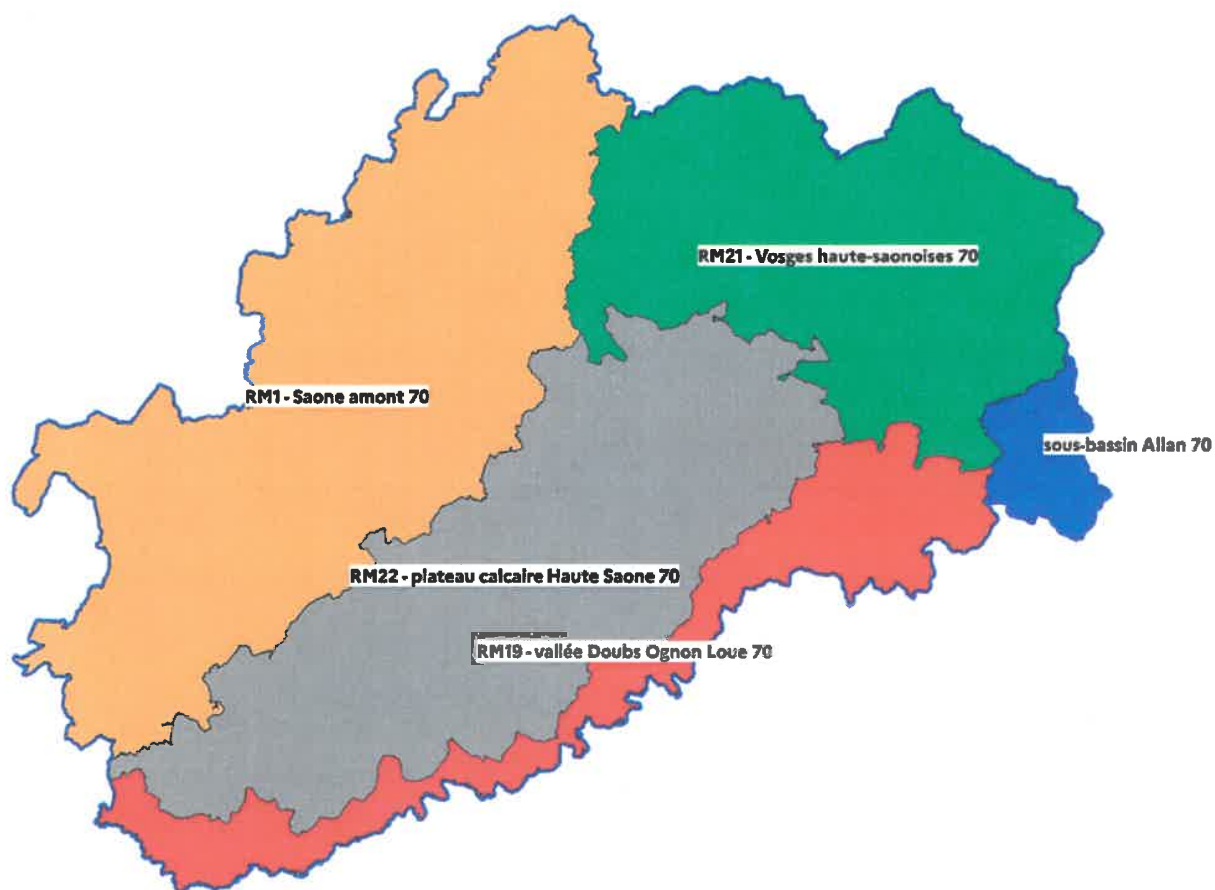 RM21 - Vosges haute-saonoises 70
RM1 - Saone amont 70
sous-bassin Allan 70
RM22 - plateau calcaire Haute Saone 70
RM19 - vallée Doubs Ognon Loue 70